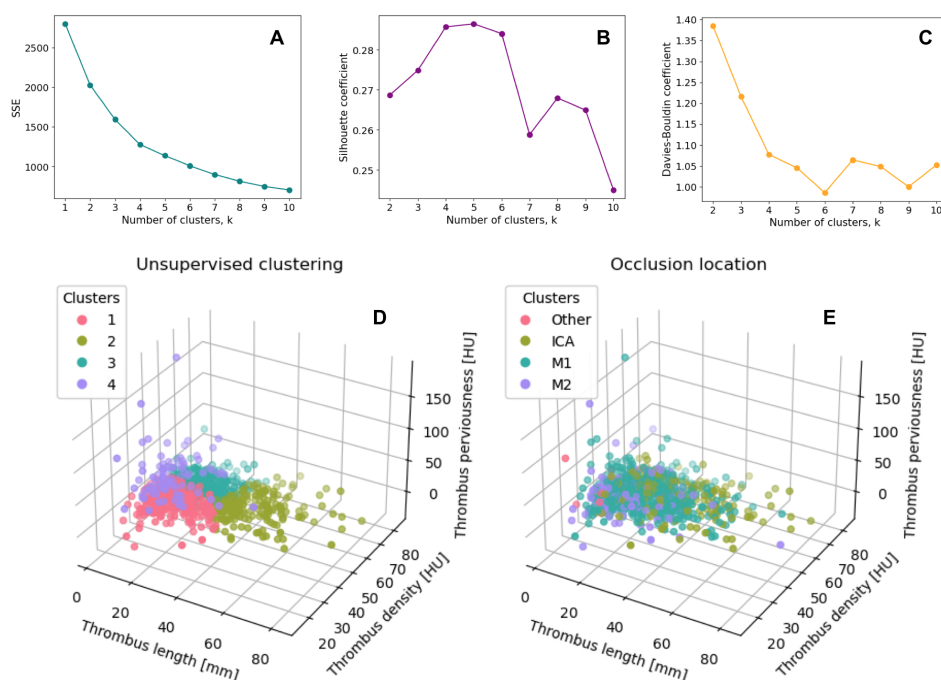 A
SSE
2500
2000
1500
1000
1 2 3 4 5 6 7 8 9 10
Number of clusters, k
B
Silhouette coefficient
0.28
0.27
0.26
0.25
2 3 4 5 6 7 8 9 10
Number of clusters, k
C
Davies-Bouldin coefficient
1.40
1.35
1.30
1.25
1.20
1.15
1.10
1.05
1.00
2 3 4 5 6 7 8 9 10
Number of clusters, k
Unsupervised clustering
D
Clusters
1
2
3
4
Thrombus perviousness [HU]
150
100
50
0
Thrombus density [HU]
80
70
60
50
40
30
20
Thrombus length [mm]
0
20
40
60
80
Occlusion location
E
Clusters
Other
ICA
M1
M2
Thrombus perviousness [HU]
150
100
50
0
Thrombus density [HU]
80
70
60
50
40
30
20
Thrombus length [mm]
0
20
40
60
80